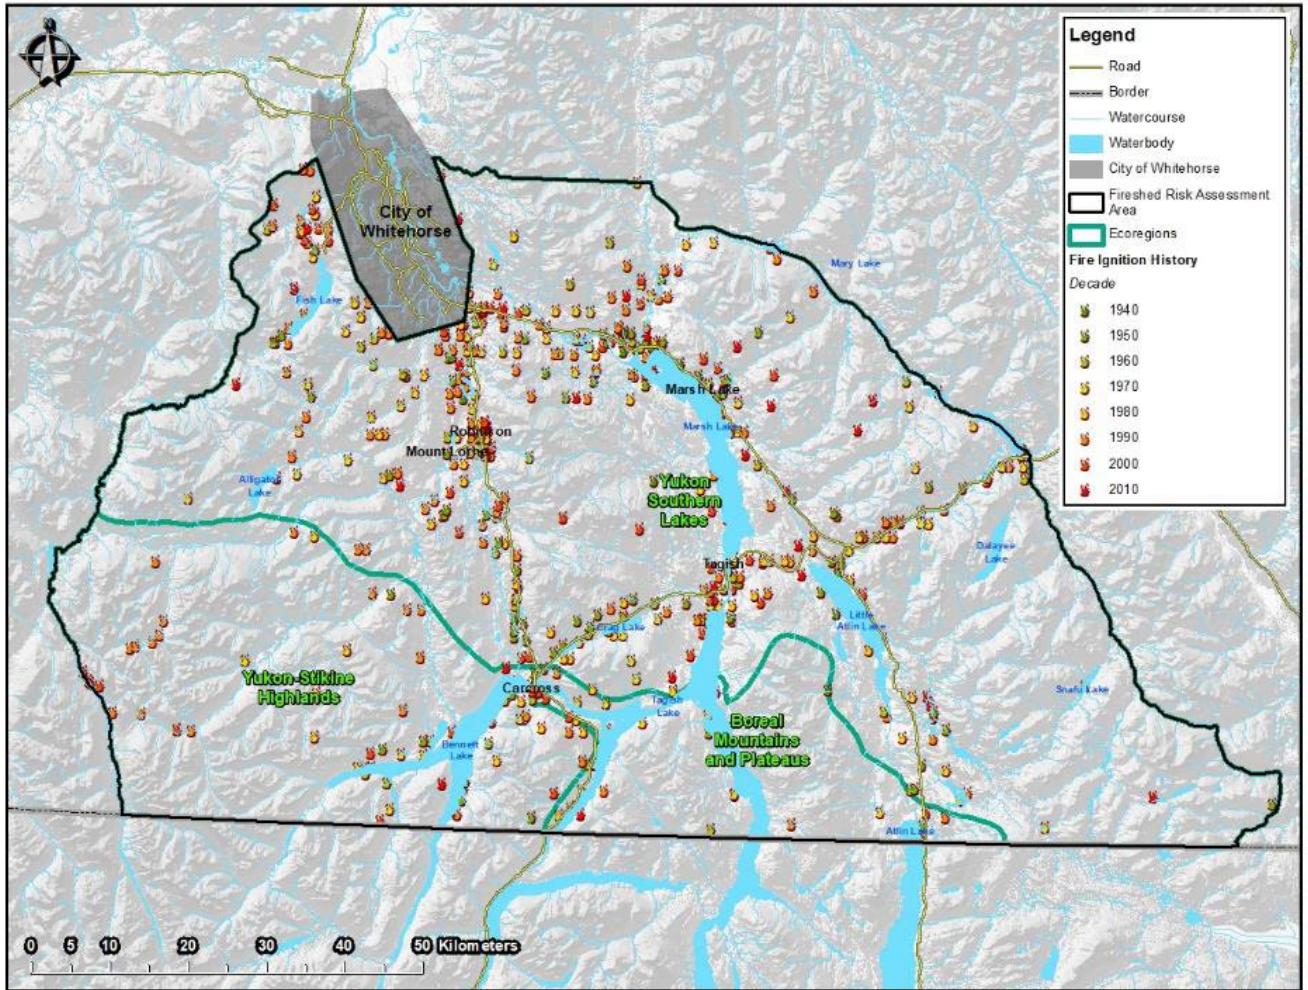 Legend
Road
Border
Watercourse
Waterbody
City of Whitehorse
Fireshed Risk Assessment
Area
Ecoregions
Fire Ignition History
Decade
1940
1950
1960
1970
1980
1990
2000
2010
City of
Whitehorse
Mary Lake
Fish Lake
Marsh Lake
Marsh Lake
Robinson
Mount Lorne
Alligator
Lake
Yukon
Southern
Lakes
Dalayee
Lake
Tagish
Little
Atlin Lake
Crag Lake
Yukon-Stikine
Highlands
Carcross
Snafu Lake
Tagish
Lake
Boreal
Mountains
and Plateaus
Bennett
Lake
Atlin Lake
0 5 10 20 30 40 50 Kilometers